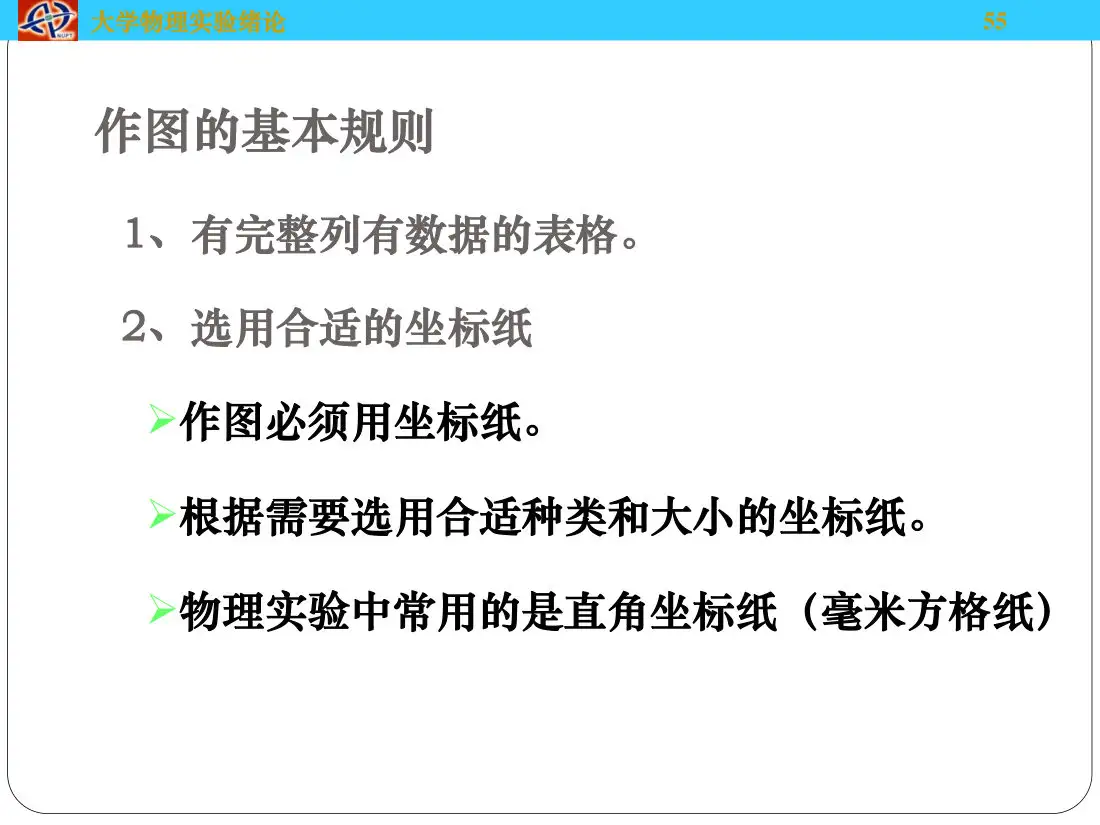 大学物理实验绪论
55
NUPT
作图的基本规则
1、有完整列有数据的表格。
2、选用合适的坐标纸
作图必须用坐标纸。
根据需要选用合适种类和大小的坐标纸。
物理实验中常用的是直角坐标纸（毫米方格纸）